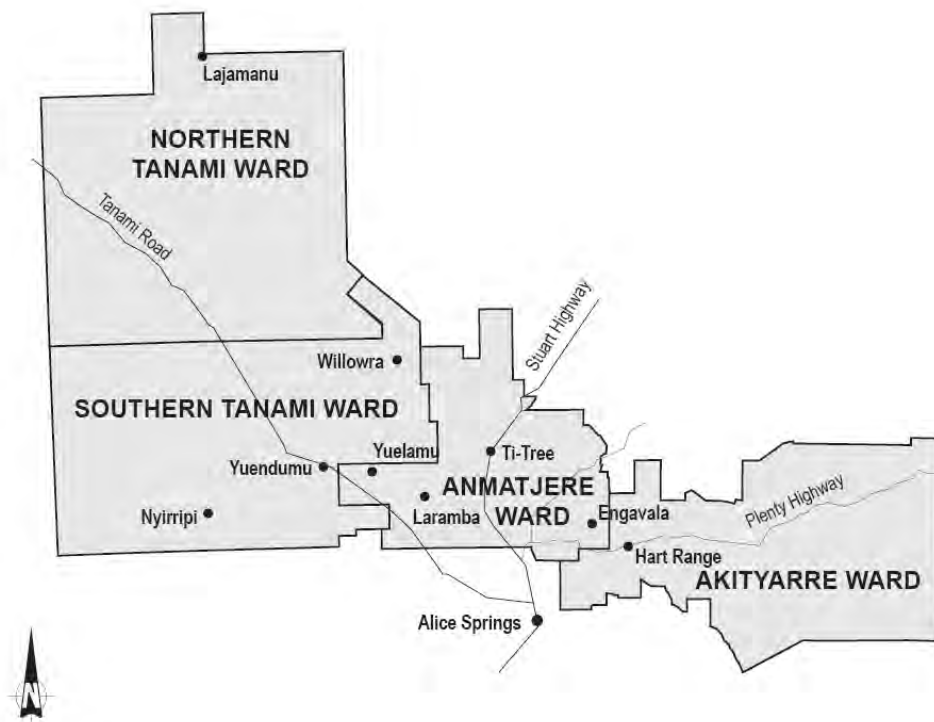 Lajamanu
NORTHERN
TANAMI WARD
Tanami Road
Stuart Highway
Willowra
SOUTHERN TANAMI WARD
Yuelamu
Ti-Tree
Yuendumu
ANMATJERE
WARD
Nyirripi
Laramba
Engavala
Plenty Highway
Hart Range
AKITYARRE WARD
Alice Springs
N